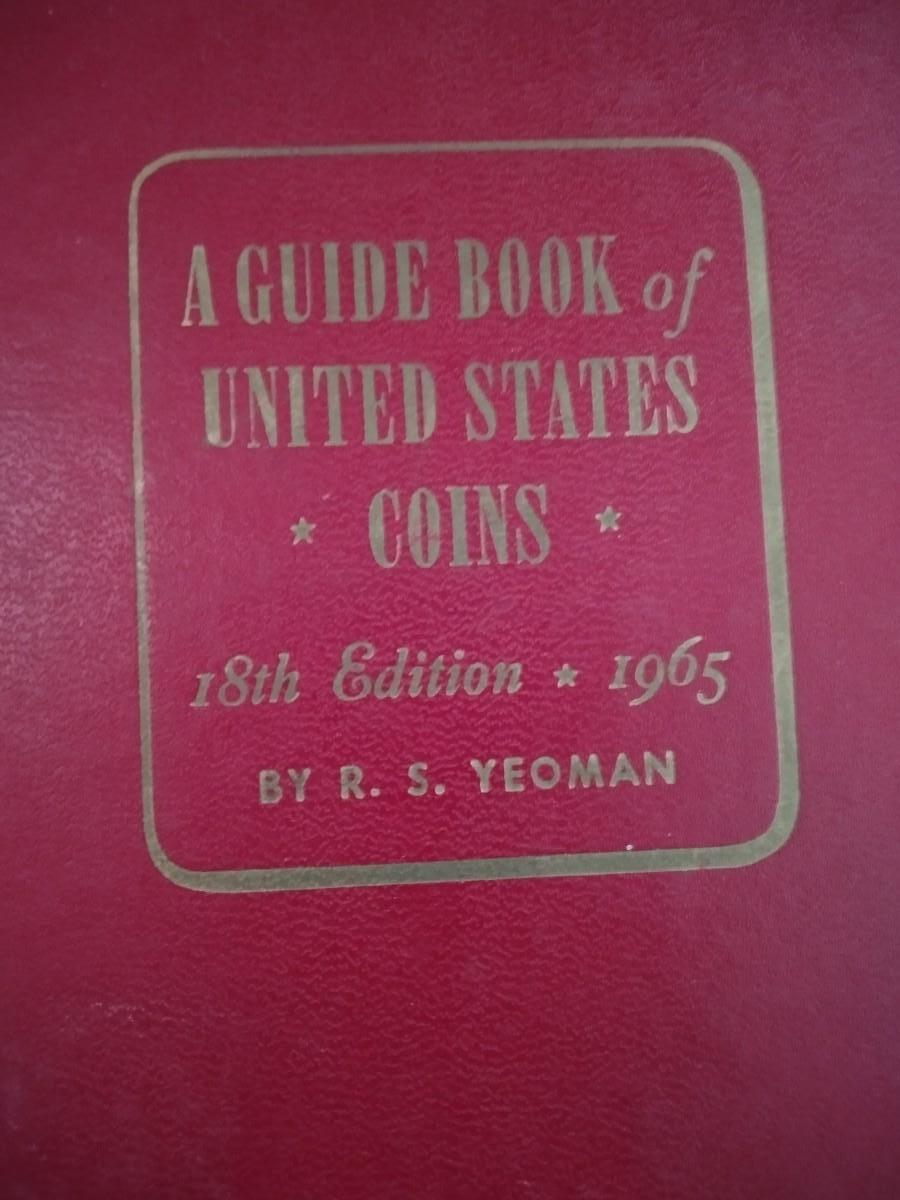 A GUIDE BOOK of
UNITED STATES
★ COINS ★
18th Edition ★ 1965
BY R. S. YEOMAN